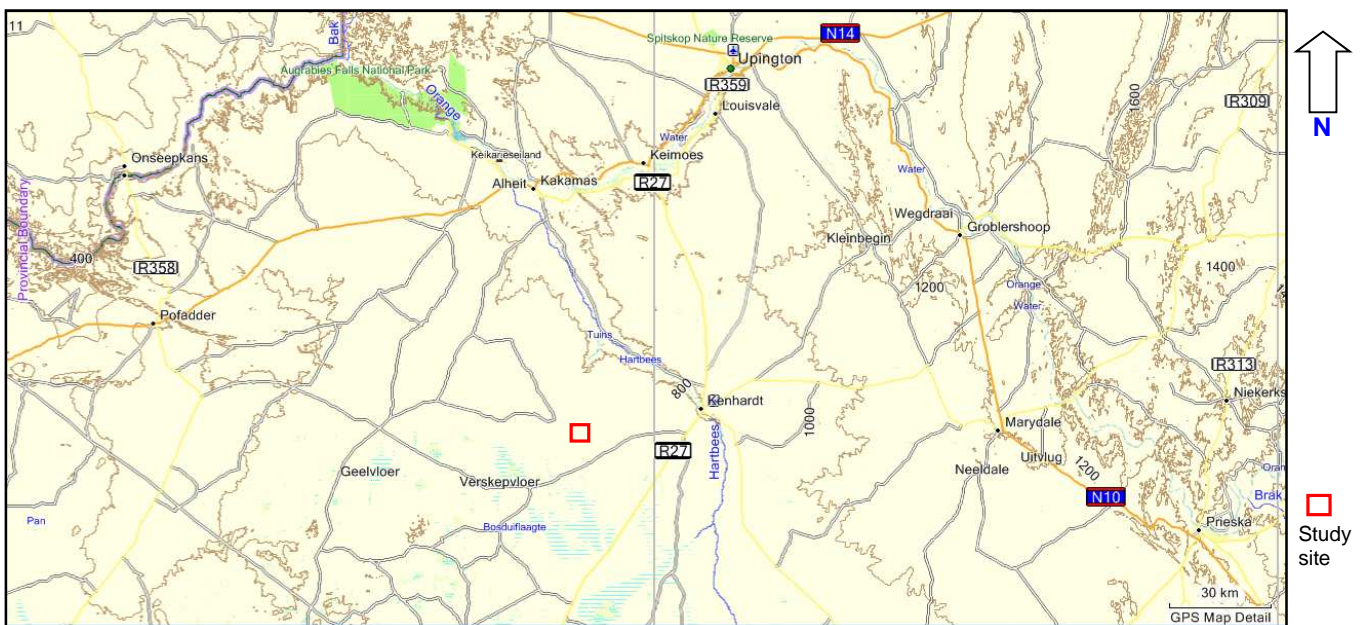 11
Bak
Spitskop Nature Reserve
N14
Upington
Augrabies Falls National Park
R359
R309
1600
Orange
Louisvale
N
Water
Onseepkans
Keikarieseiland
Keimoes
Water
Alheit
Kakamas
R27
Wegdraai
Groblershoop
Provincial Boundary
400
R358
Kleinbegin
1400
1200
Orange
Water
Pofadder
Tuins
Hartbees
R313
800
Kenhardt
Niekerks
1000
Marydale
R27
Hartbees
Uitvlug
Geelvloer
Verskepvloer
Neeldale
1200
Oran
N10
Brak
Pan
Bosduiflaagte
Prieska
Study
site
30 km
GPS Map Detail